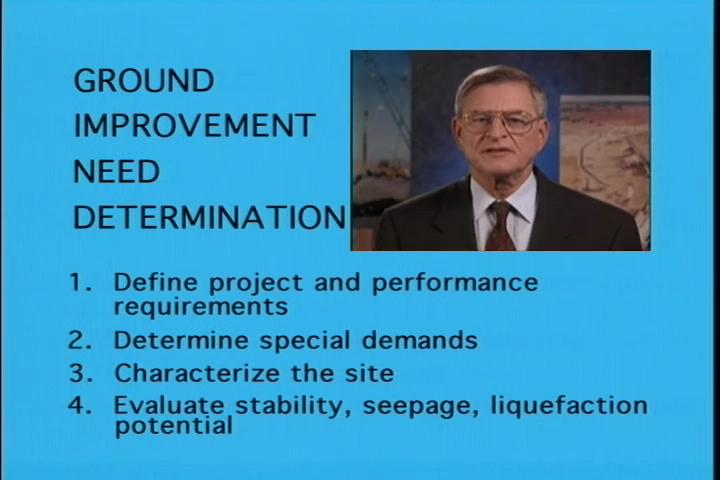 GROUND
IMPROVEMENT
NEED
DETERMINATION
1. Define project and performance
requirements
2. Determine special demands
3. Characterize the site
4. Evaluate stability, seepage, liquefaction
potential